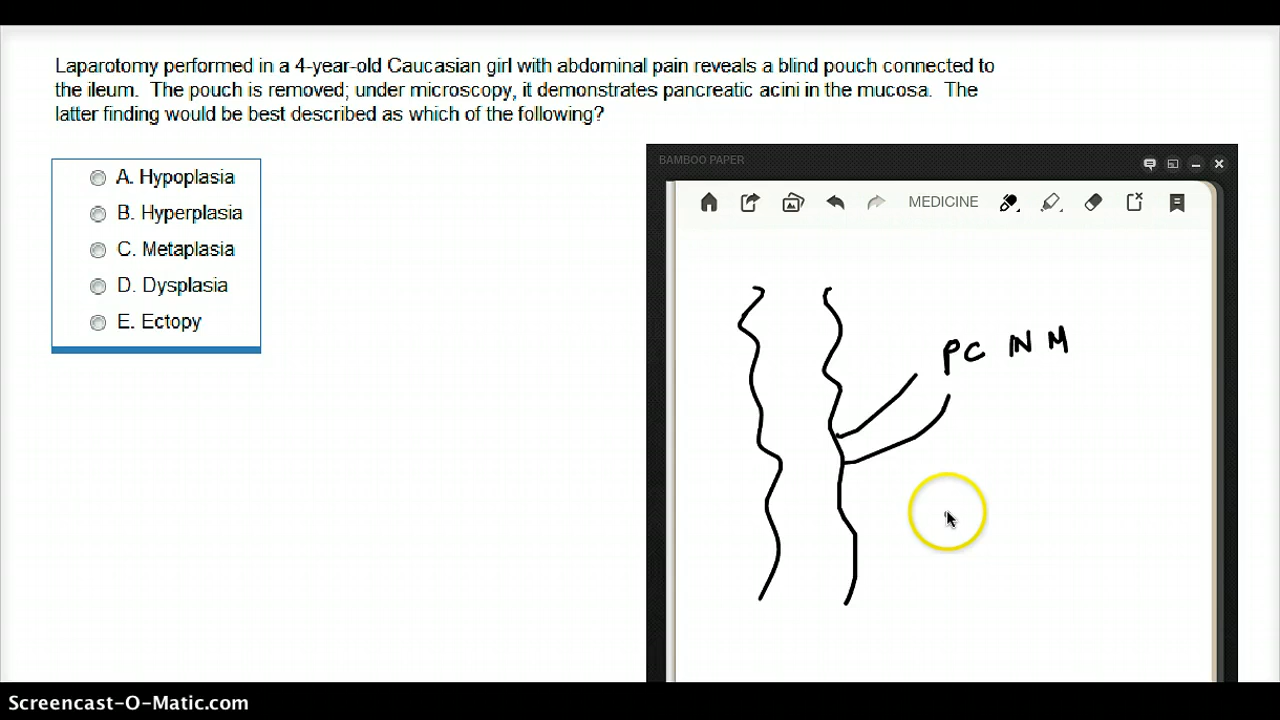 Laparotomy performed in a 4-year-old Caucasian girl with abdominal pain reveals a blind pouch connected to
the ileum. The pouch is removed; under microscopy, it demonstrates pancreatic acini in the mucosa. The
latter finding would be best described as which of the following?
A. Hypoplasia
B. Hyperplasia
C. Metaplasia
D. Dysplasia
E. Ectopy
BAMBOO PAPER
MEDICINE
PC IN M
Screencast-O-Matic.com